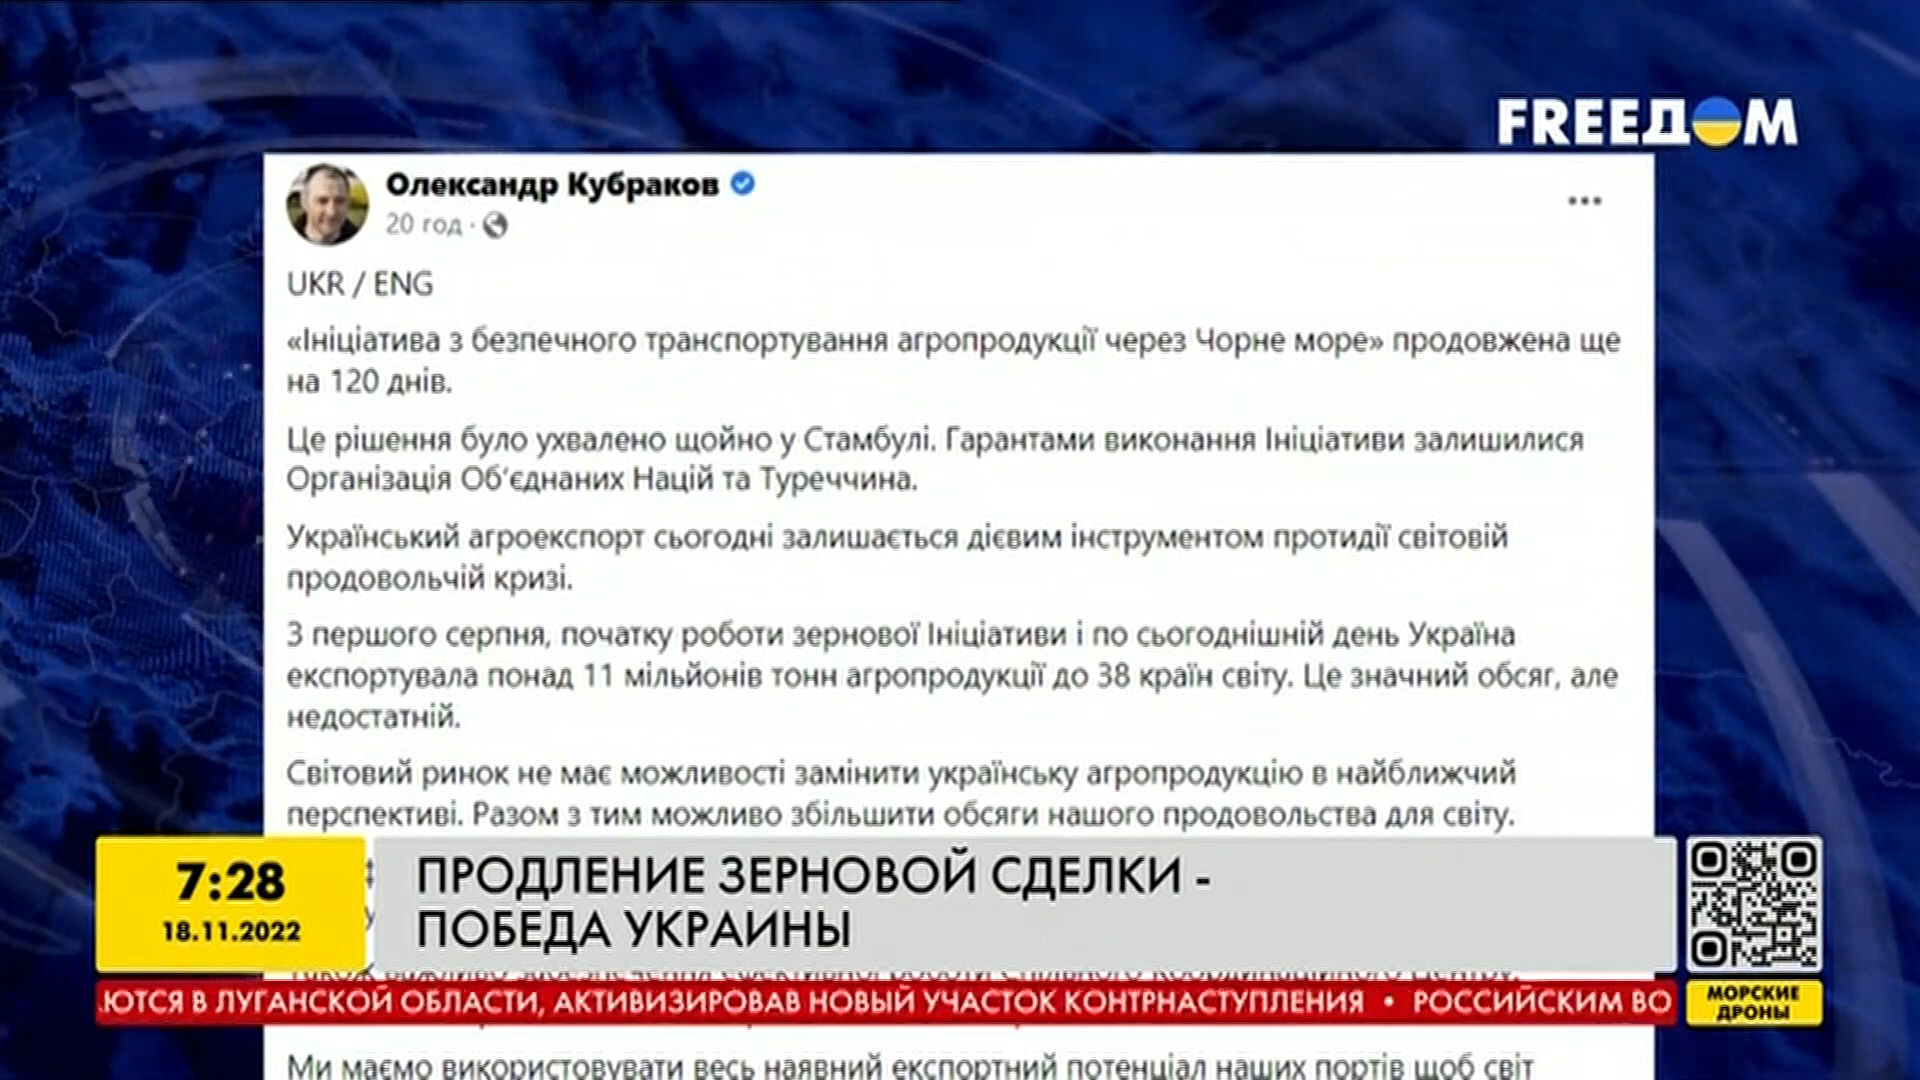 FREEДOM
Олександр Кубраков
20 год ·
UKR / ENG
«Ініціатива з безпечного транспортування агропродукції через Чорне море» продовжена ще
на 120 днів.
Це рішення було ухвалено щойно у Стамбулі. Гарантами виконання Ініціативи залишилися
Організація Об'єднаних Націй та Туреччина.
Український агроекспорт сьогодні залишається дієвим інструментом протидії світовій
продовольчій кризі.
З першого серпня, початку роботи зернової Ініціативи і по сьогоднішній день Україна
експортувала понад 11 мільйонів тонн агропродукції до 38 країн світу. Це значний обсяг, але
недостатній.
Світовий ринок не має можливості замінити українську агропродукцію в найближчий
перспективі. Разом з тим можливо збільшити обсяги нашого продовольства для світу.
7:28
18.11.2022
ПРОДЛЕНИЕ ЗЕРНОВОЙ СДЕЛКИ -
ПОБЕДА УКРАИНЫ
ЮТСЯ В ЛУГАНСКОЙ ОБЛАСТИ, АКТИВИЗИРОВАВ НОВЫЙ УЧАСТОК КОНТРНАСТУПЛЕНИЯ • РОССИЙСКИМ ВО
МОРСКИЕ
ДРОНЫ
Ми маємо використовувати весь наявний експортний потенціал наших портів щоб світ